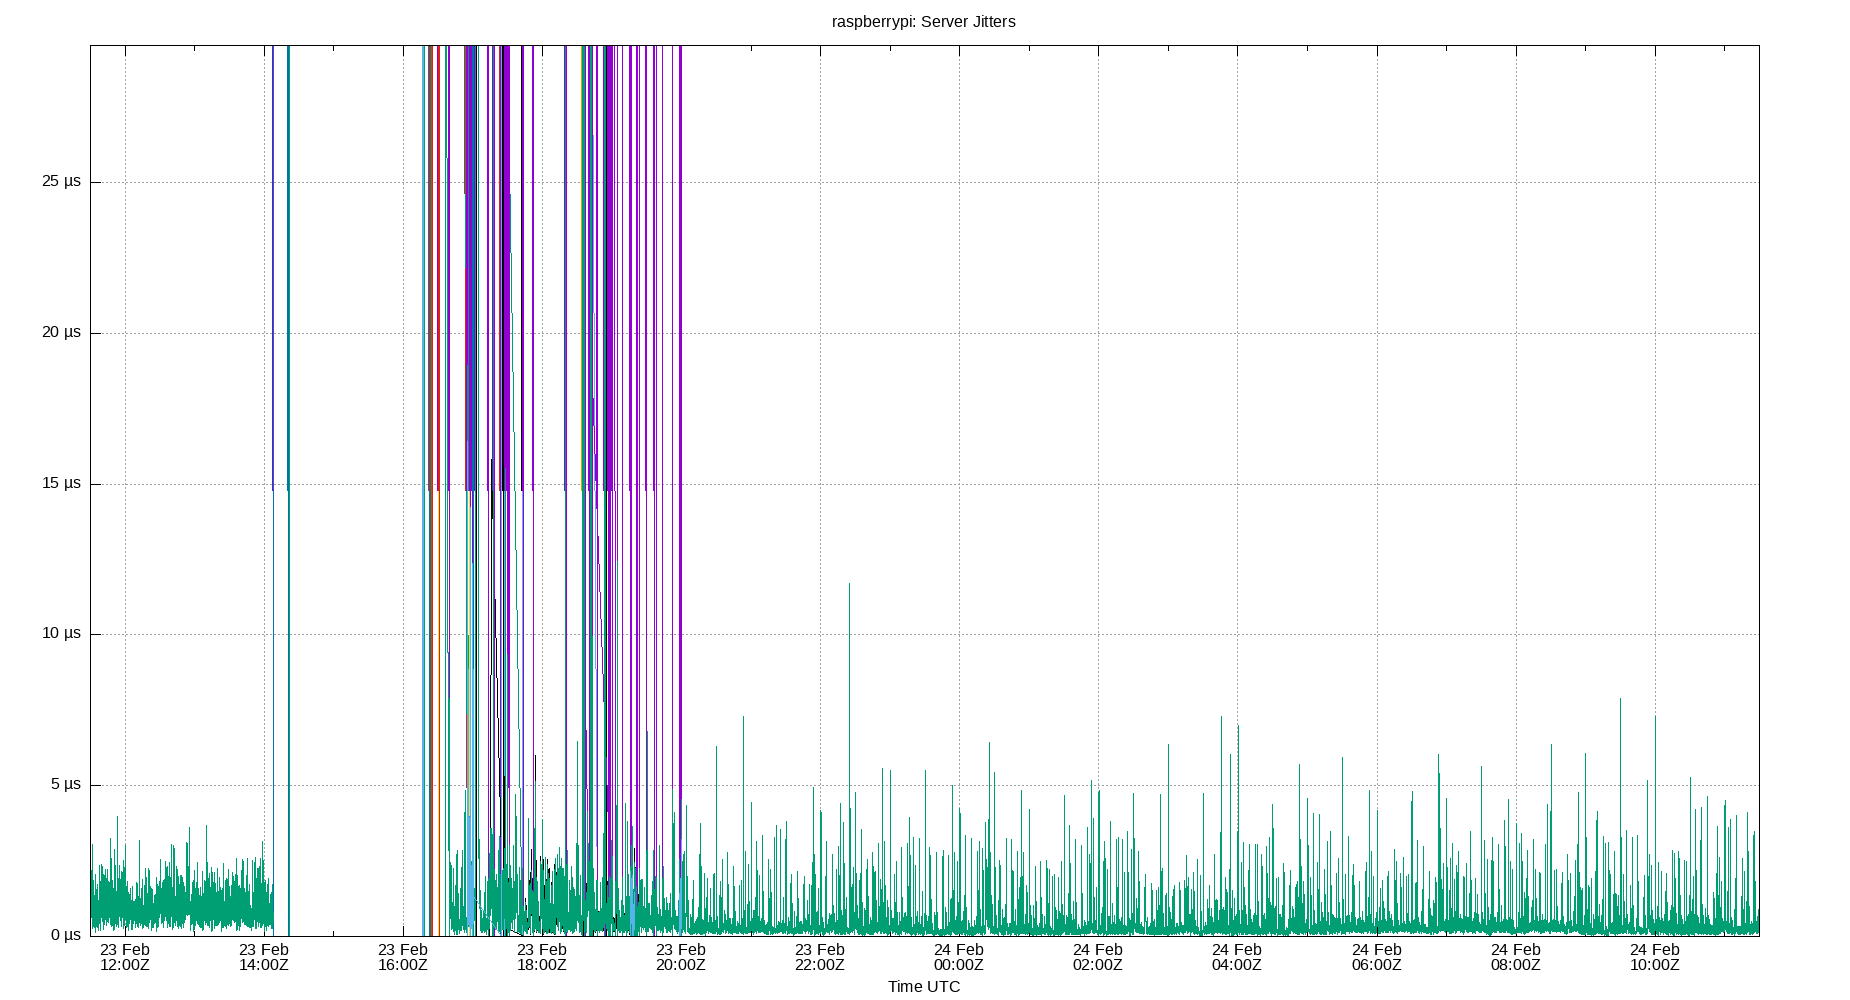 raspberrypi: Server Jitters
25 µs
20 µs
15 µs
10 µs
5 µs
0 µs
23 Feb 23 Feb 23 Feb 23 Feb 23 Feb 23 Feb 24 Feb 24 Feb 24 Feb 24 Feb 24 Feb 24 Feb
12:00Z 14:00Z 16:00Z 18:00Z 20:00Z 22:00Z 00:00Z 02:00Z 04:00Z 06:00Z 08:00Z 10:00Z
Time UTC